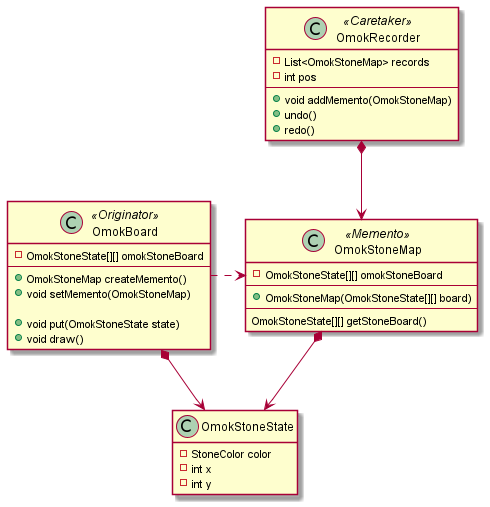 C
«Caretaker»
OmokRecorder
List<OmokStoneMap> records
int pos
void addMemento(OmokStoneMap)
undo()
redo()
C
«Originator»
OmokBoard
OmokStoneState[][] omokStoneBoard
OmokStoneMap createMemento()
void setMemento(OmokStoneMap)
void put(OmokStoneState state)
void draw()
C
«Memento»
OmokStoneMap
OmokStoneState[][] omokStoneBoard
OmokStoneMap(OmokStoneState[][] board)
OmokStoneState[][] getStoneBoard()
C
OmokStoneState
StoneColor color
int x
int y